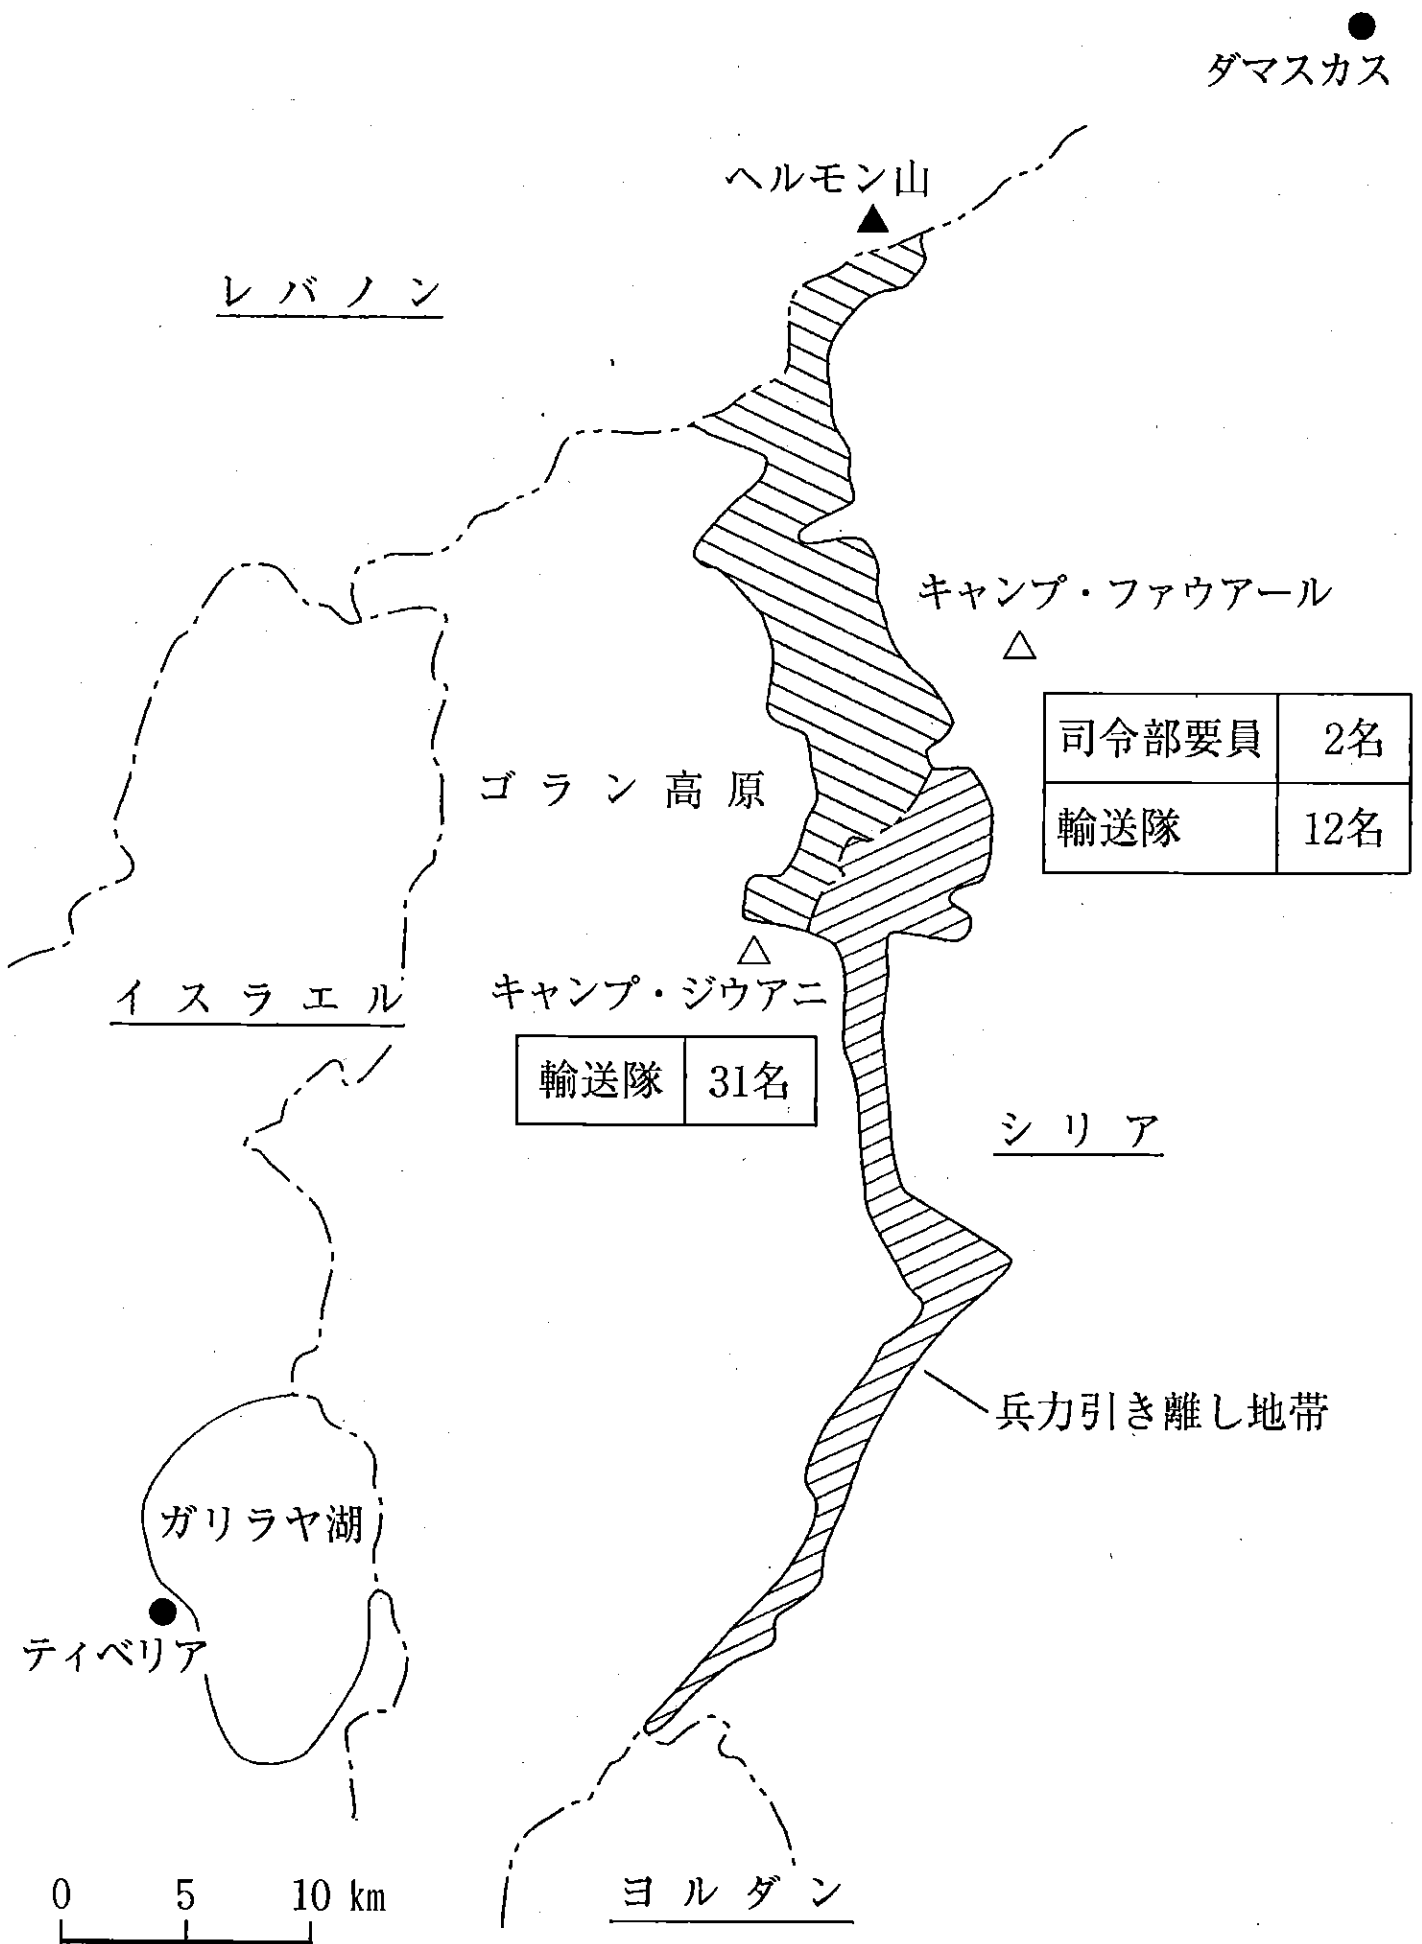 ダマスカス
ヘルモン山
レバノン
キャンプ・ファウアール
司令部要員 2名
輸送隊 12名
ゴラン高原
イスラエル
キャンプ・ジウアニ
輸送隊 31名
シリア
兵力引き離し地帯
ガリラヤ湖
ティベリア
ヨルダン
0 5 10 km